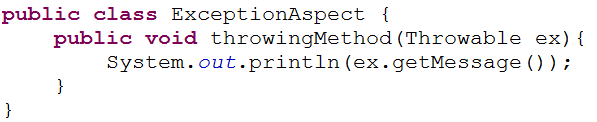 public class ExceptionAspect {
    public void throwingMethod(Throwable ex){
        System.out.println(ex.getMessage());
    }
}